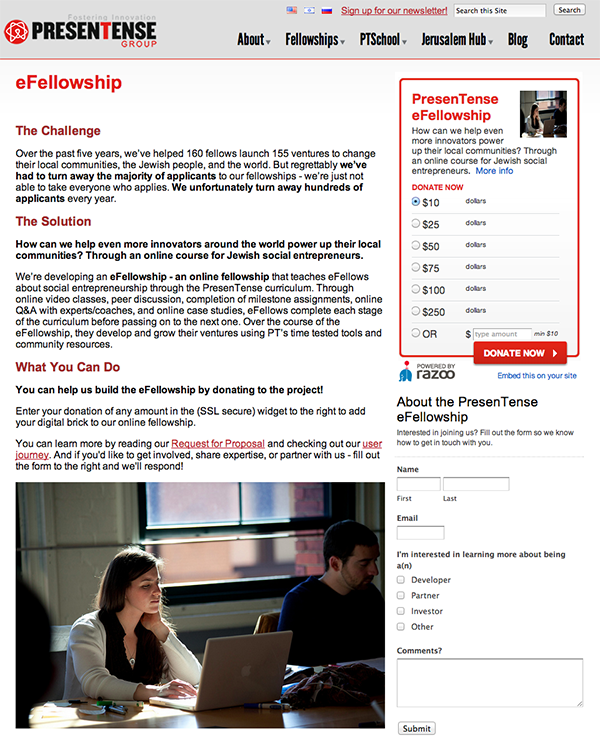 Fostering Innovation
PRESENTENSE
GROUP
Sign up for our newsletter!
Search this Site
Search
About
Fellowships
PTSchool
Jerusalem Hub
Blog
Contact
eFellowship
The Challenge
Over the past five years, we've helped 160 fellows launch 155 ventures to change
their local communities, the Jewish people, and the world. But regrettably we've
had to turn away the majority of applicants to our fellowships - we're just not
able to take everyone who applies. We unfortunately turn away hundreds of
applicants every year.
The Solution
How can we help even more innovators around the world power up their local
communities? Through an online course for Jewish social entrepreneurs.
We're developing an eFellowship - an online fellowship that teaches eFellows
about social entrepreneurship through the PresenTense curriculum. Through
online video classes, peer discussion, completion of milestone assignments, online
Q&A with experts/coaches, and online case studies, eFellows complete each stage
of the curriculum before passing on to the next one. Over the course of the
eFellowship, they develop and grow their ventures using PT's time tested tools and
community resources.
What You Can Do
You can help us build the eFellowship by donating to the project!
Enter your donation of any amount in the (SSL secure) widget to the right to add
your digital brick to our online fellowship.
You can learn more by reading our Request for Proposal and checking out our user
journey. And if you'd like to get involved, share expertise, or partner with us - fill out
the form to the right and we'll respond!
PresenTense
eFellowship
How can we help even
more innovators power
up their local communities? Through
an online course for Jewish social
entrepreneurs. More info
DONATE NOW
$10 dollars
$25 dollars
$50 dollars
$75 dollars
$100 dollars
$250 dollars
OR $ type amount min $10
DONATE NOW
POWERED BY
razoo
Embed this on your site
About the PresenTense
eFellowship
Interested in joining us? Fill out the form so we know
how to get in touch with you.
Name
First Last
Email
I'm interested in learning more about being
a(n)
Developer
Partner
Investor
Other
Comments?
Submit